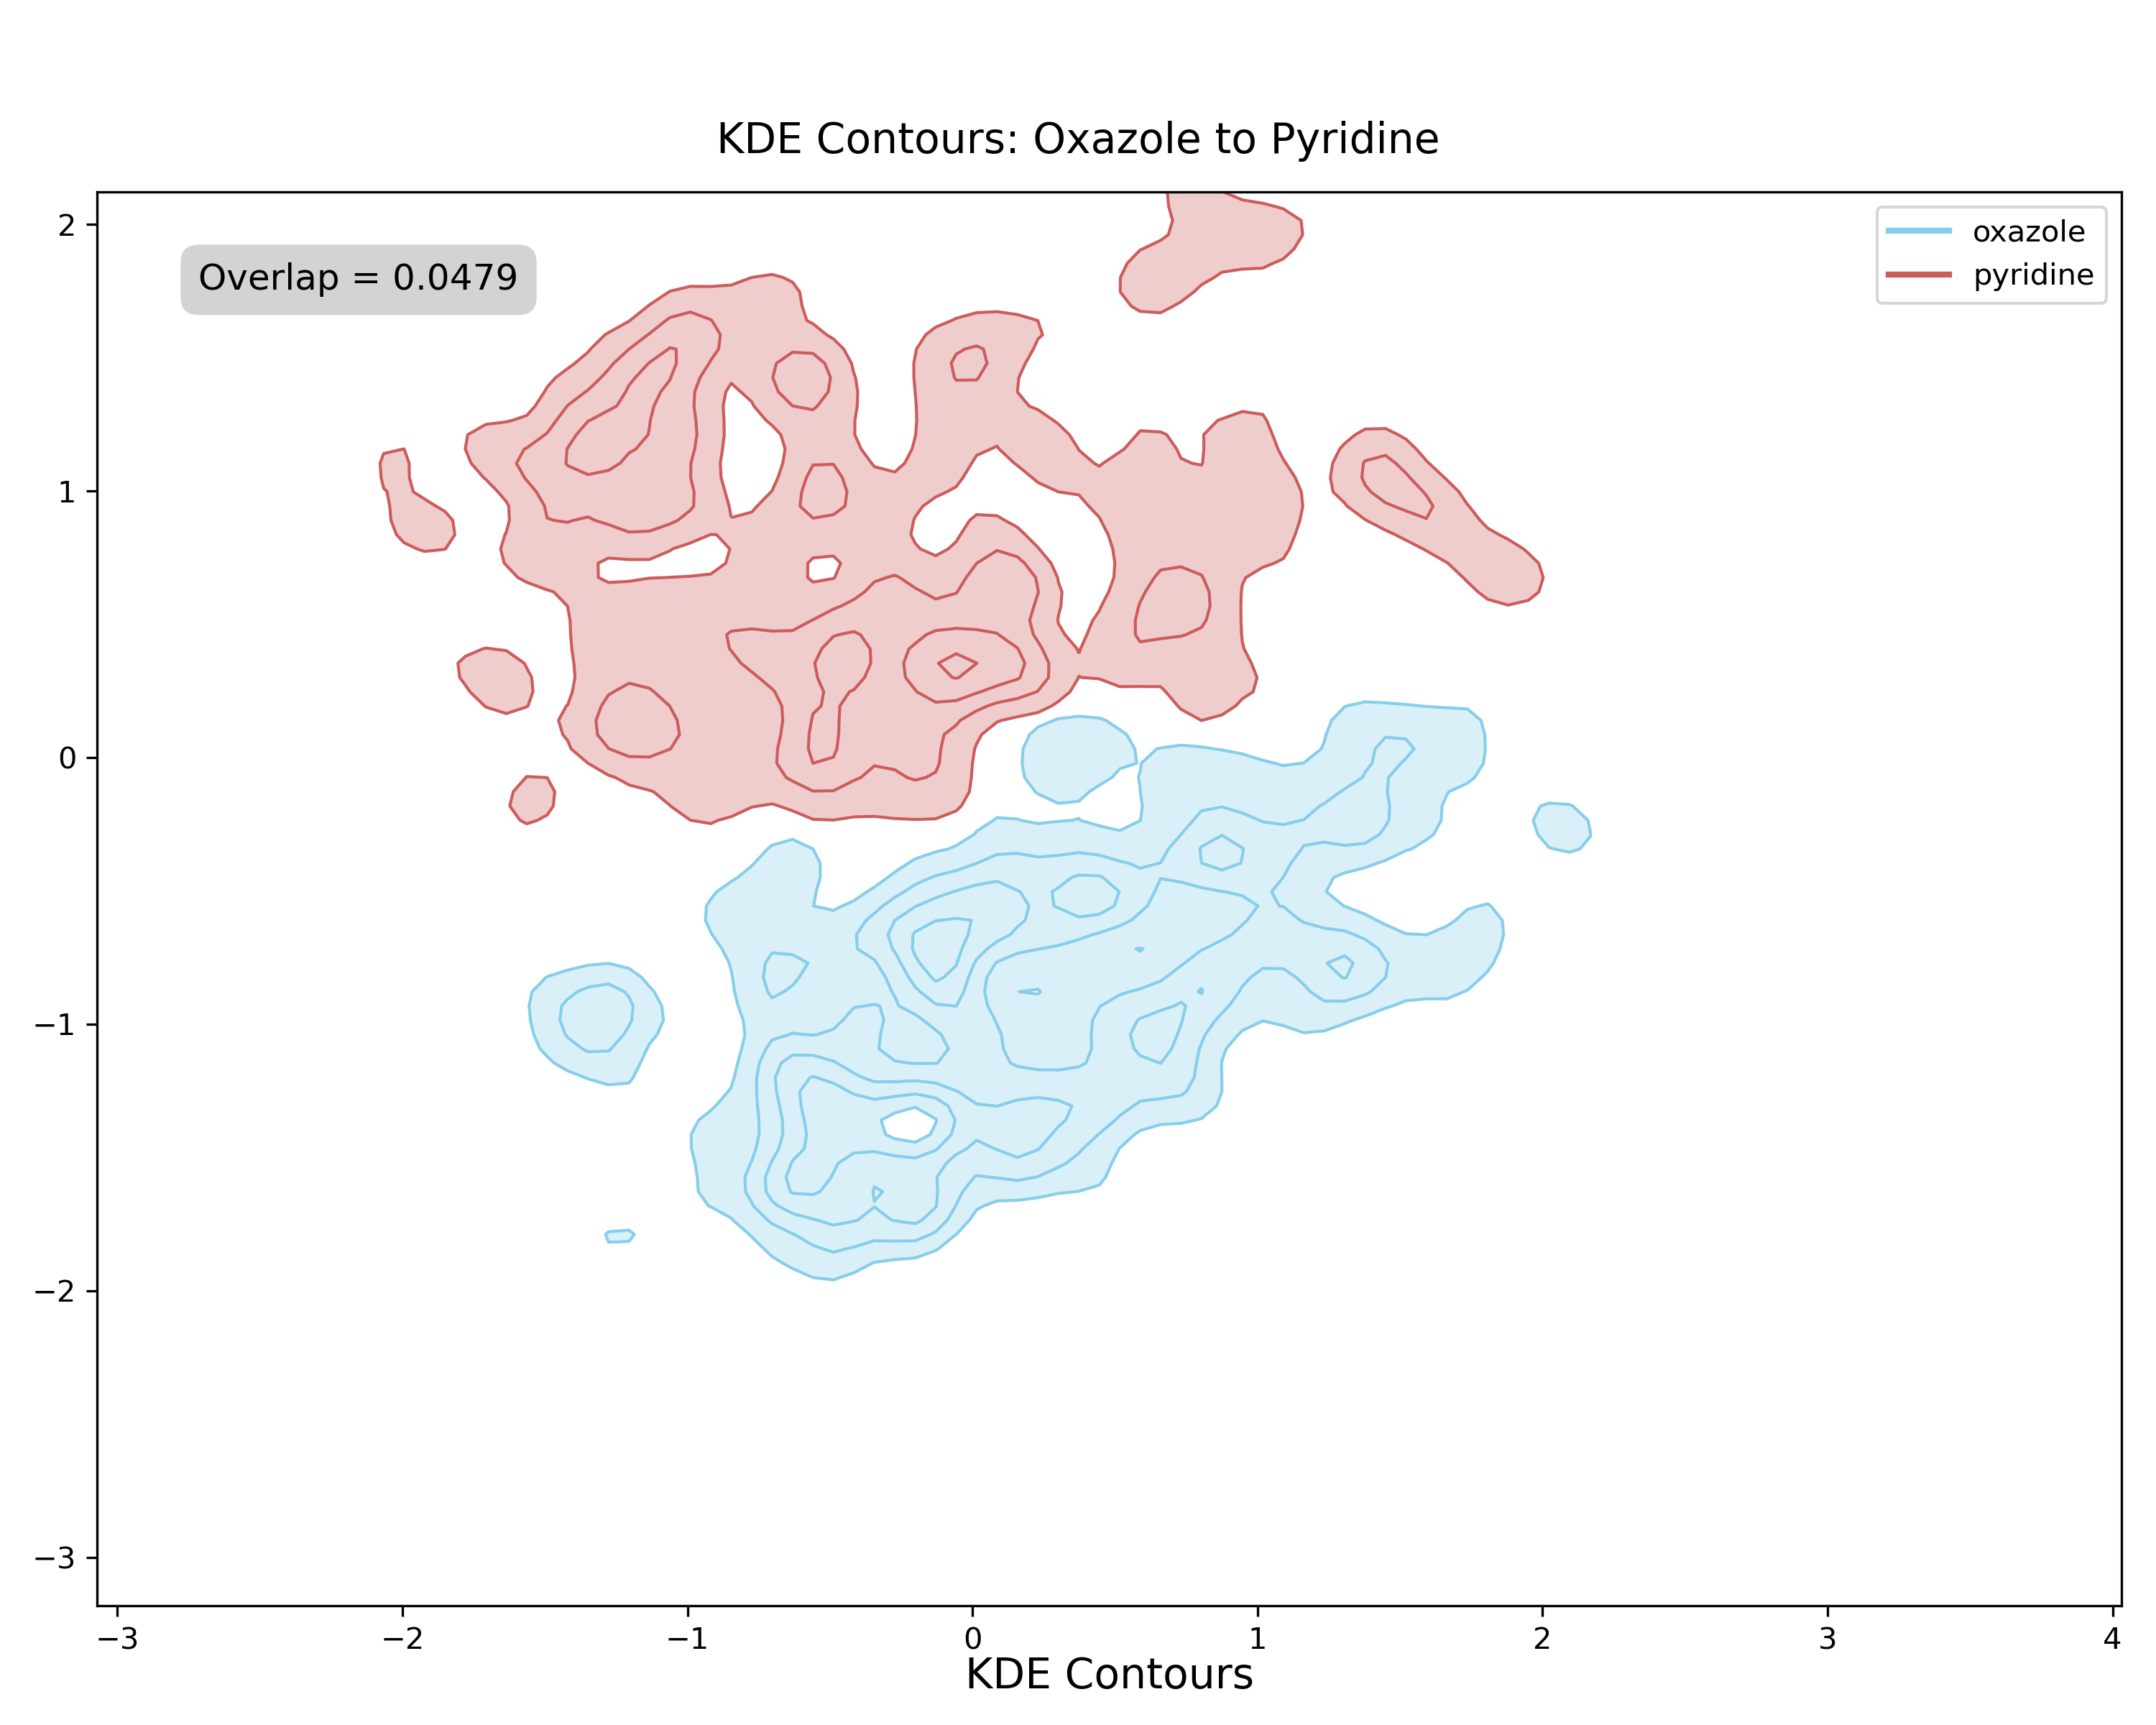 KDE Contours: Oxazole to Pyridine
Overlap = 0.0479
oxazole
pyridine
2
1
0
−1
−2
−3
−3 −2 −1 0 1 2 3 4
KDE Contours